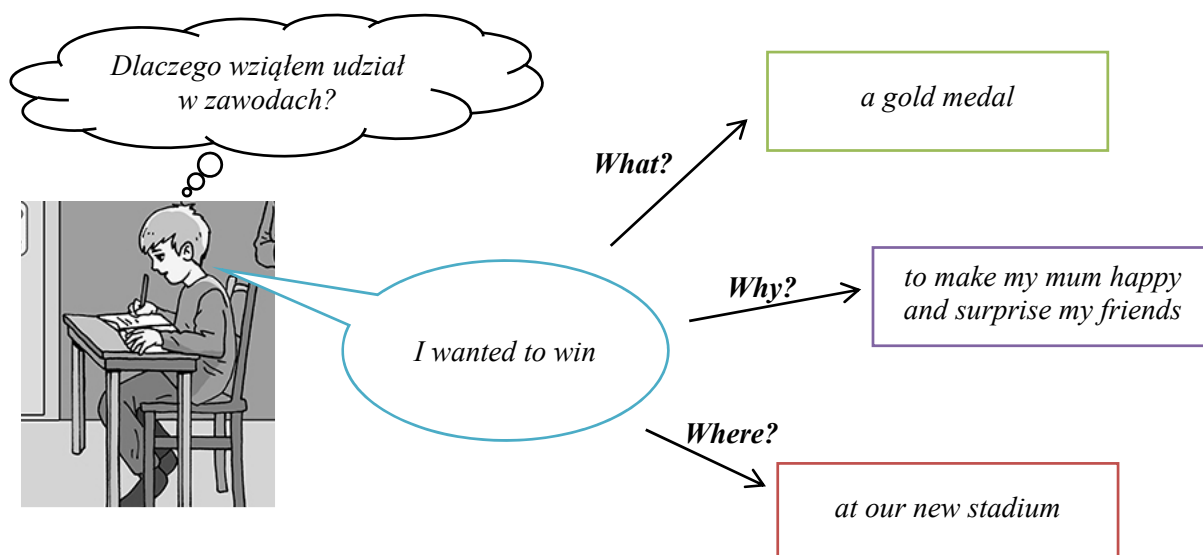 Dlaczego wziąłem udział
w zawodach?
a gold medal
What?
Why?
to make my mum happy
and surprise my friends
I wanted to win
Where?
at our new stadium